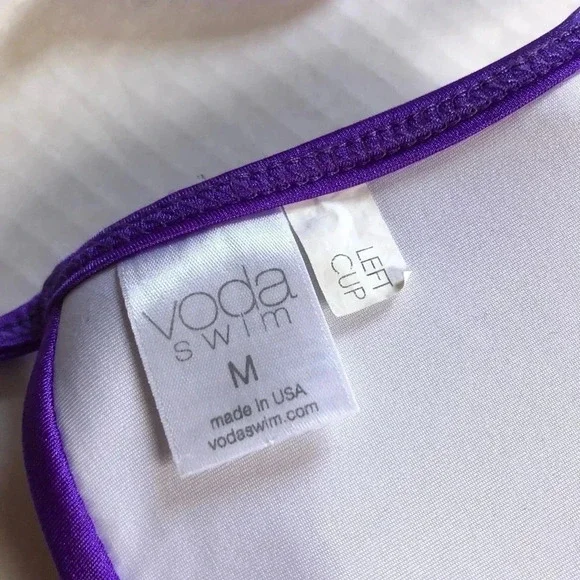 voda
swim
M
made in USA
vodaswim.com
LEFT
CUP